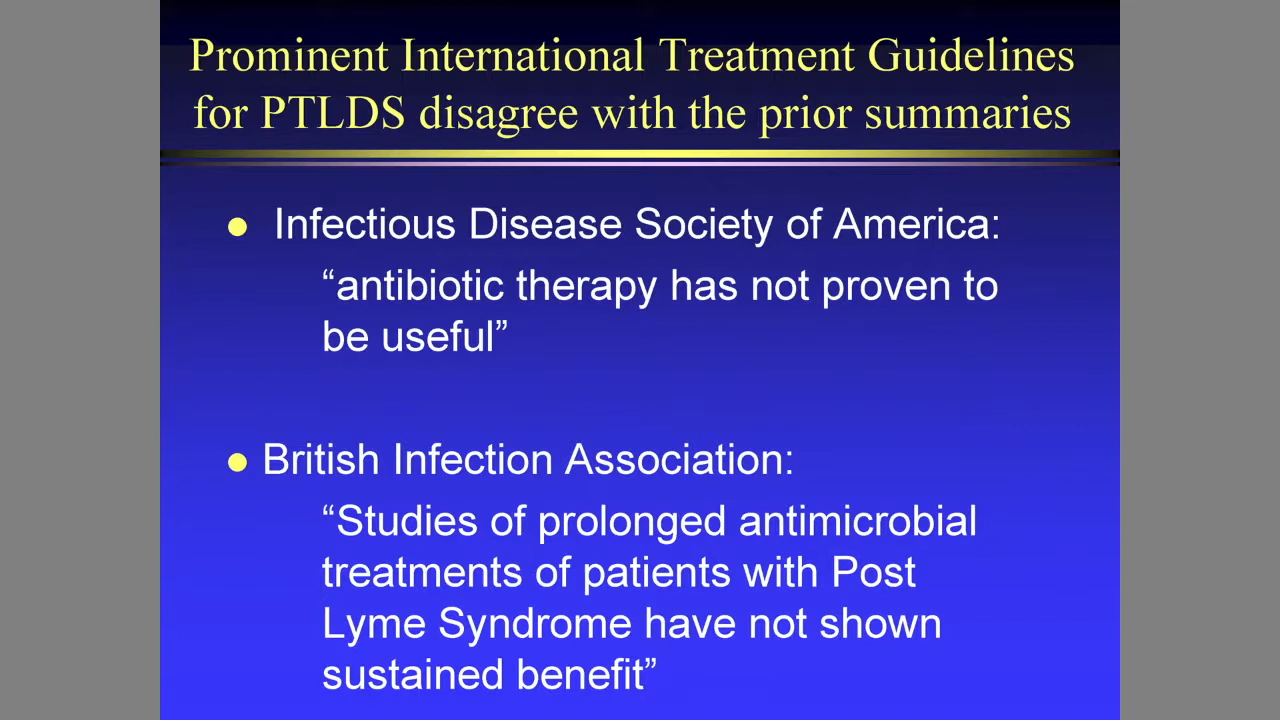 Prominent International Treatment Guidelines
for PTLDS disagree with the prior summaries
● Infectious Disease Society of America:
“antibiotic therapy has not proven to
be useful”
● British Infection Association:
“Studies of prolonged antimicrobial
treatments of patients with Post
Lyme Syndrome have not shown
sustained benefit”